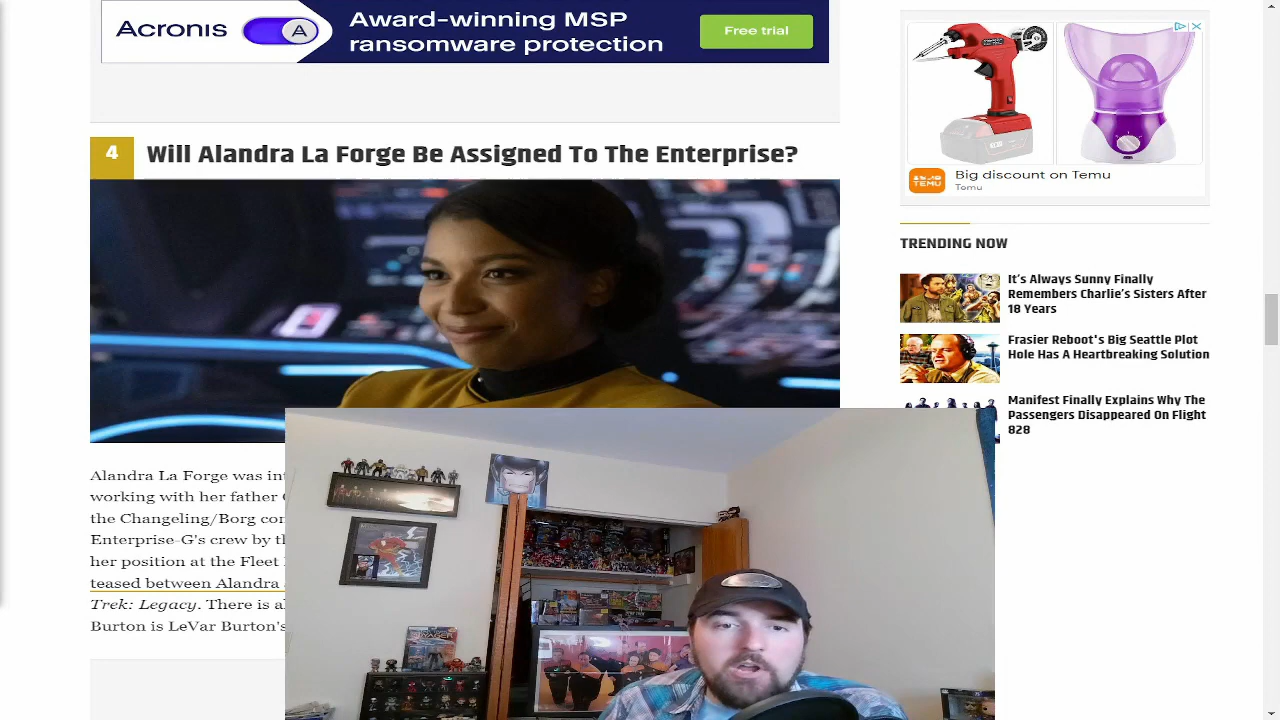 Acronis
A
Award-winning MSP
ransomware protection
Free trial
4
Will Alandra La Forge Be Assigned To The Enterprise?
Alandra La Forge was
working with her father
the Changeling/Borg
Enterprise-G's crew by
her position at the Fleet
teased between Alandra
Trek: Legacy. There is
Burton is LeVar Burton's
TEMU
Big discount on Temu
Temu
TRENDING NOW
It's Always Sunny Finally
Remembers Charlie's Sisters After
18 Years
Frasier Reboot's Big Seattle Plot
Hole Has A Heartbreaking Solution
Manifest Finally Explains Why The
Passengers Disappeared On Flight
828
VOYAGER